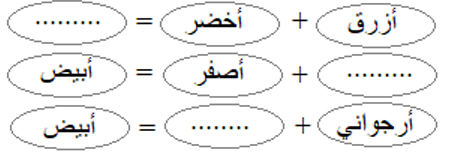 أزرق + أخضر = .........
......... + أصفر = أبيض
أرجواني + ........ = أبيض